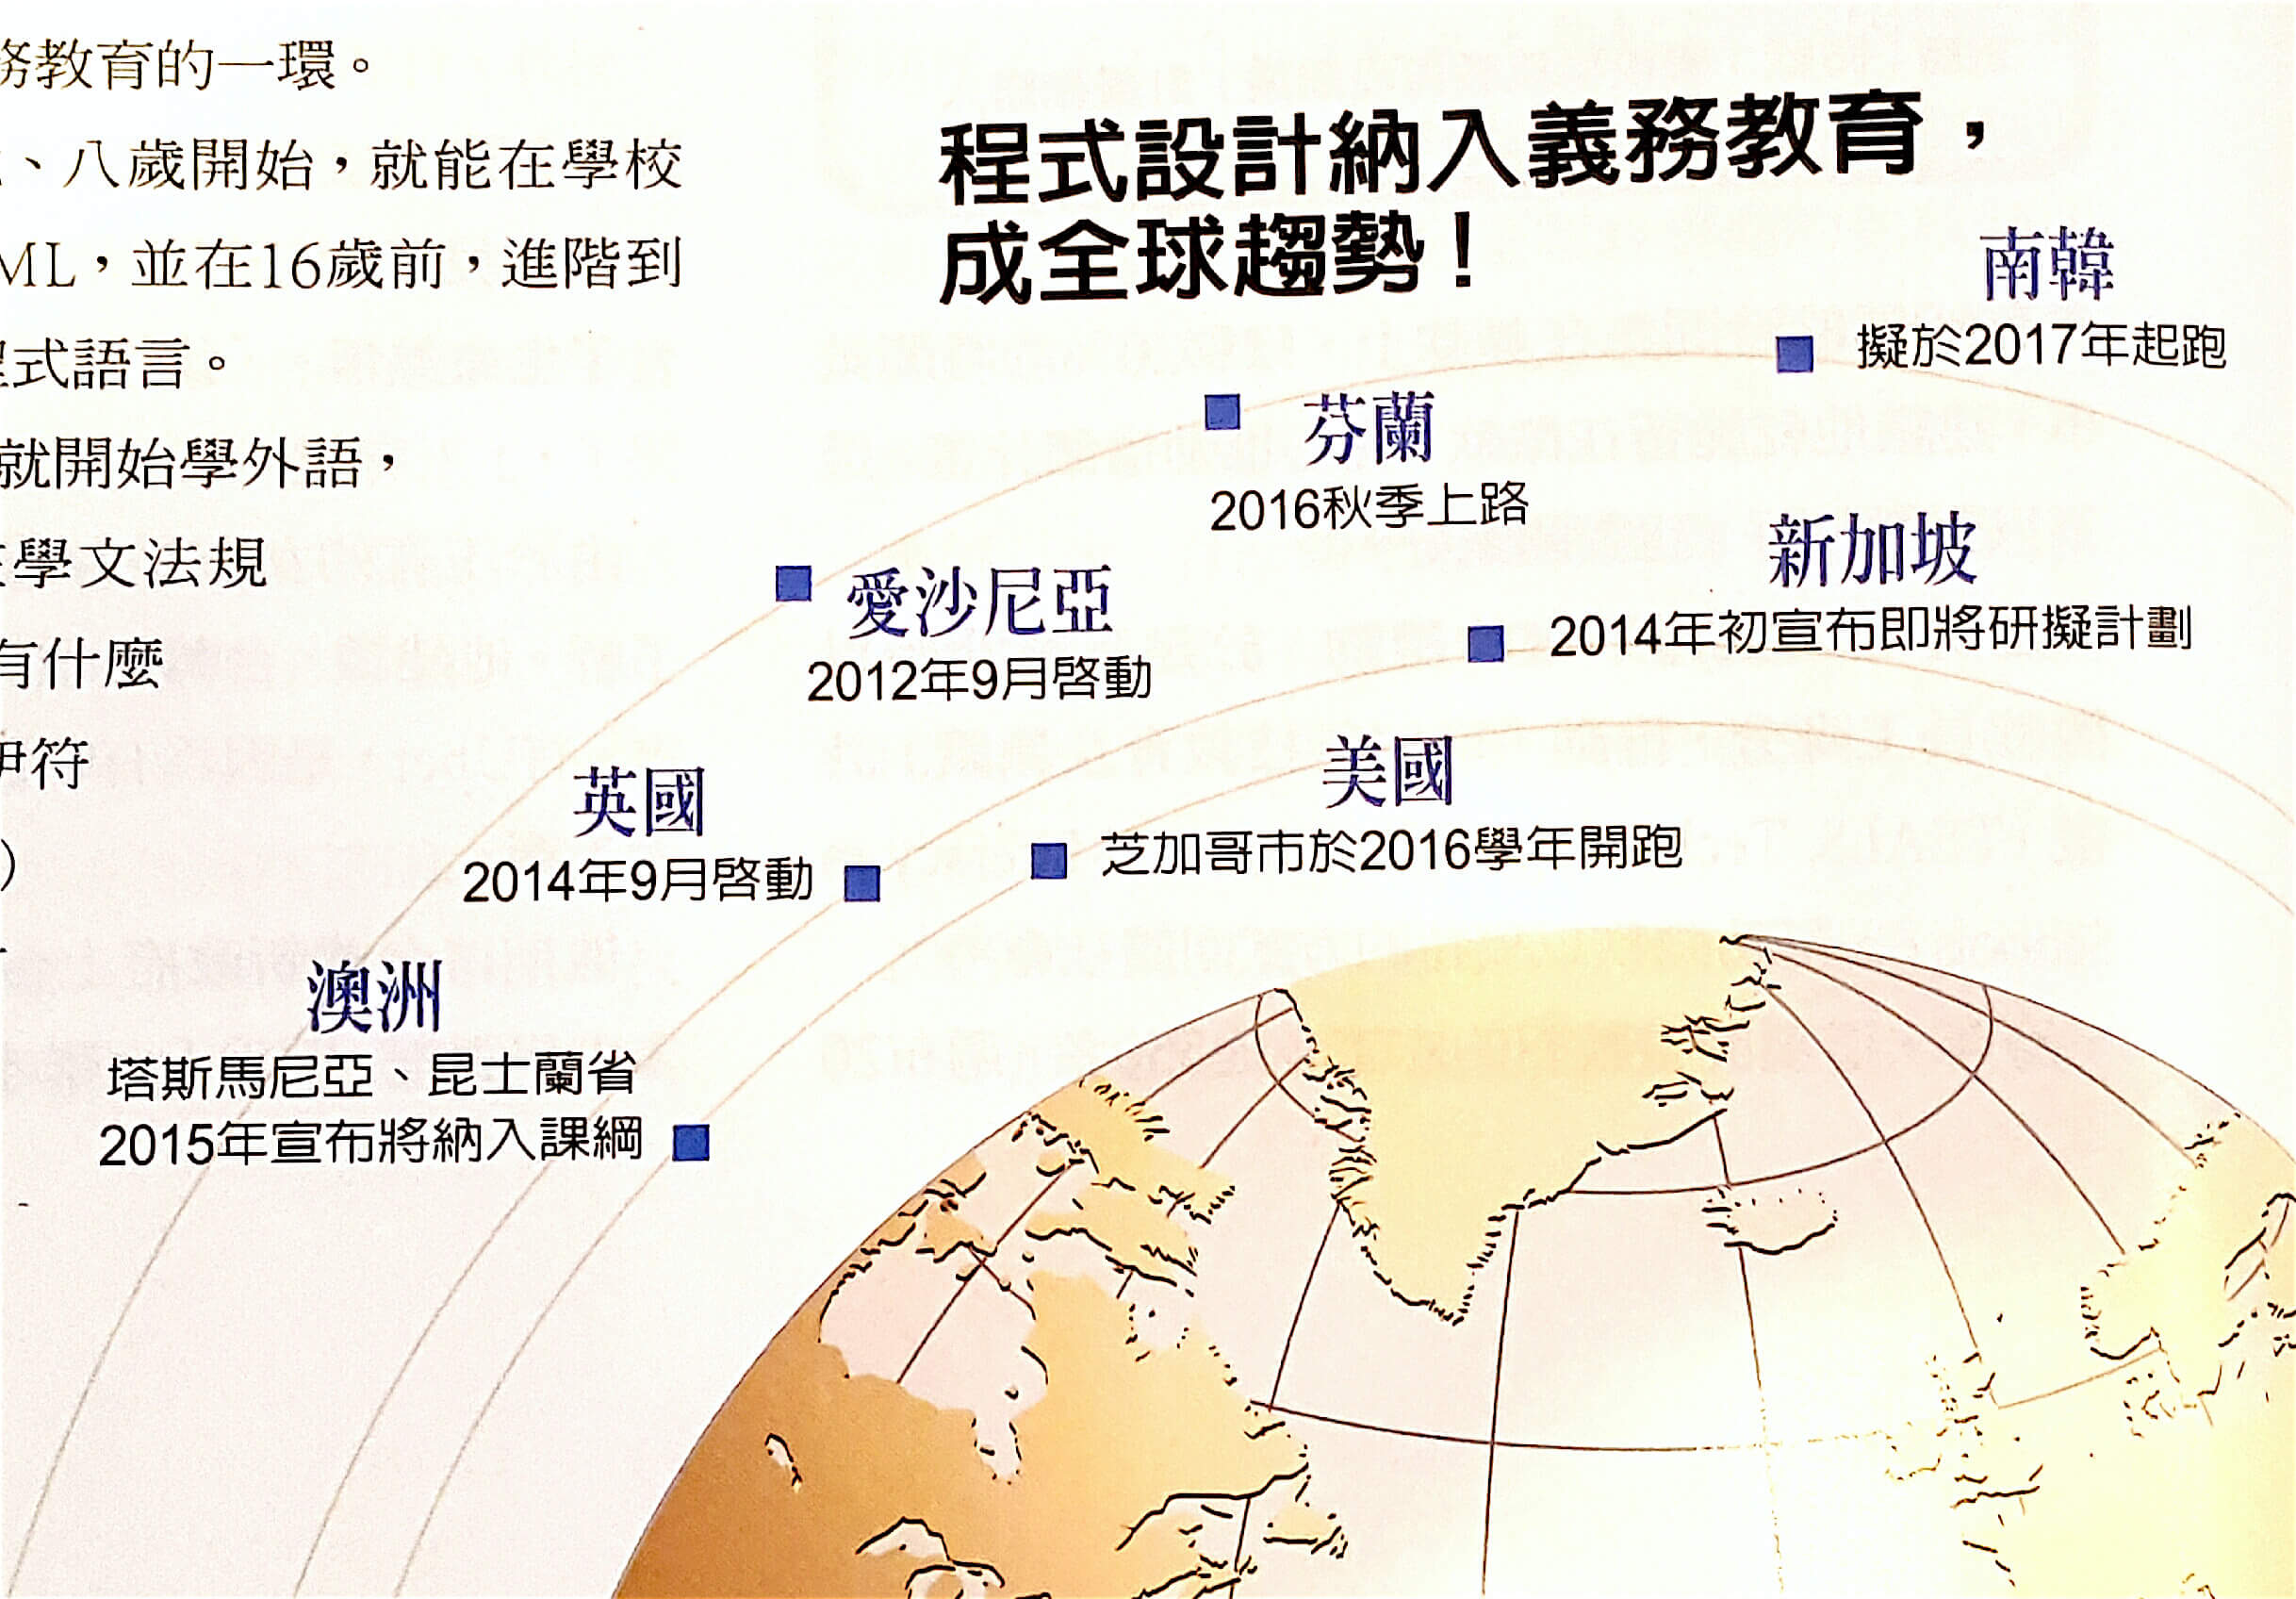 務教育的一環。
、八歲開始，就能在學校
ML，並在16歲前，進階到
程式語言。
就開始學外語，
學文法規
有什麼
伊符
）
程式設計納入義務教育，
成全球趨勢！
南韓
擬於2017年起跑
芬蘭
2016秋季上路
新加坡
2014年初宣布即將研擬計劃
愛沙尼亞
2012年9月啓動
美國
芝加哥市於2016學年開跑
英國
2014年9月啓動
澳洲
塔斯馬尼亞、昆士蘭省
2015年宣布將納入課綱